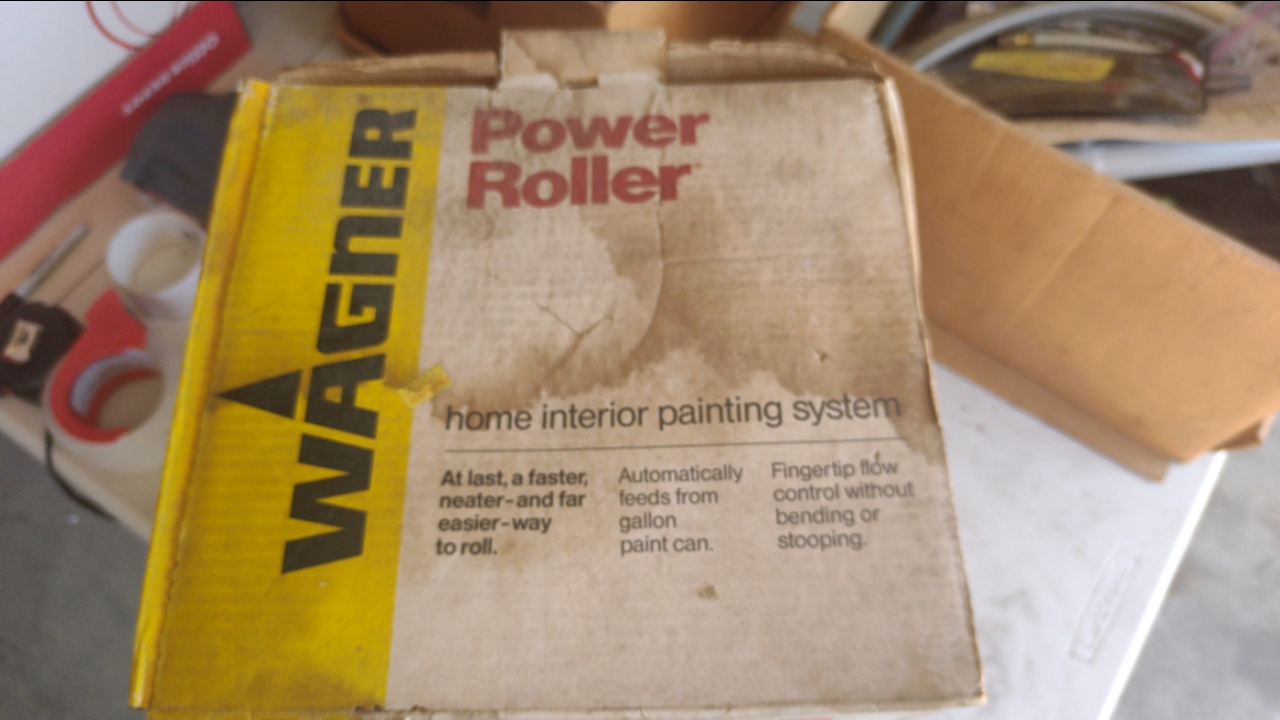 WAGNER
Power
Roller
home interior painting system
At last, a faster,
neater-and far
easier-way
to roll.
Automatically
feeds from
gallon
paint can.
Fingertip flow
control without
bending or
stooping.